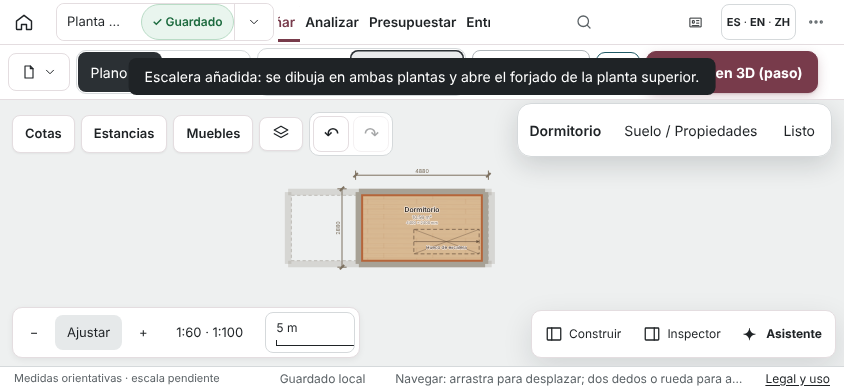 Planta ...
✓ Guardado
ñar
Analizar
Presupuestar
Entr
ES · EN · ZH
Plano
en 3D (paso)
Escalera añadida: se dibuja en ambas plantas y abre el forjado de la planta superior.
Cotas
Estancias
Muebles
Dormitorio
Suelo / Propiedades
Listo
4880
Dormitorio
− Ajustar + 1:60 · 1:100
5 m
Construir
Inspector
Asistente
Medidas orientativas · escala pendiente
Guardado local
Navegar: arrastra para desplazar; dos dedos o rueda para a...
Legal y uso